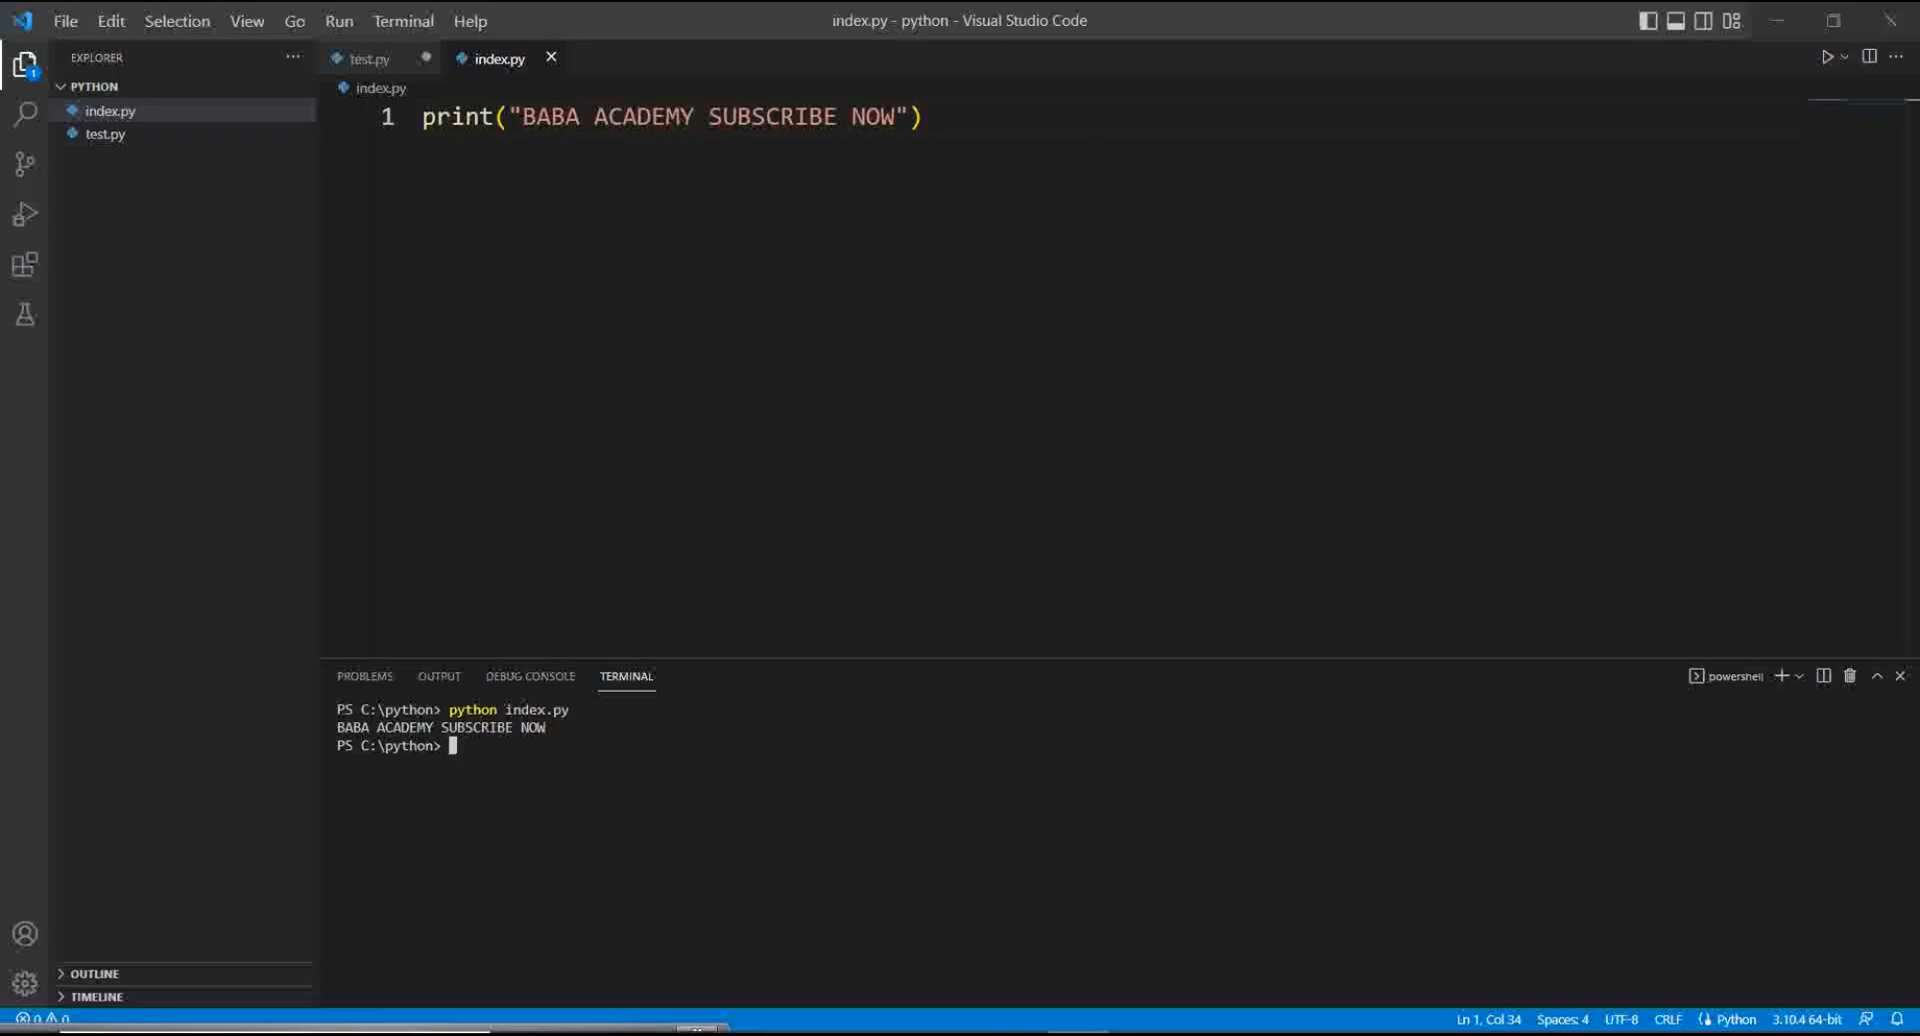 File Edit Selection View Go Run Terminal Help index.py - python - Visual Studio Code
EXPLORER
test.py index.py
PYTHON
index.py
index.py
test.py
1 print("BABA ACADEMY SUBSCRIBE NOW")
1
PROBLEMS OUTPUT DEBUG CONSOLE TERMINAL
powershell
PS C:\python> python index.py
BABA ACADEMY SUBSCRIBE NOW
PS C:\python>
OUTLINE
TIMELINE
0 0 Ln 1, Col 34 Spaces: 4 UTF-8 CRLF Python 3.10.4 64-bit